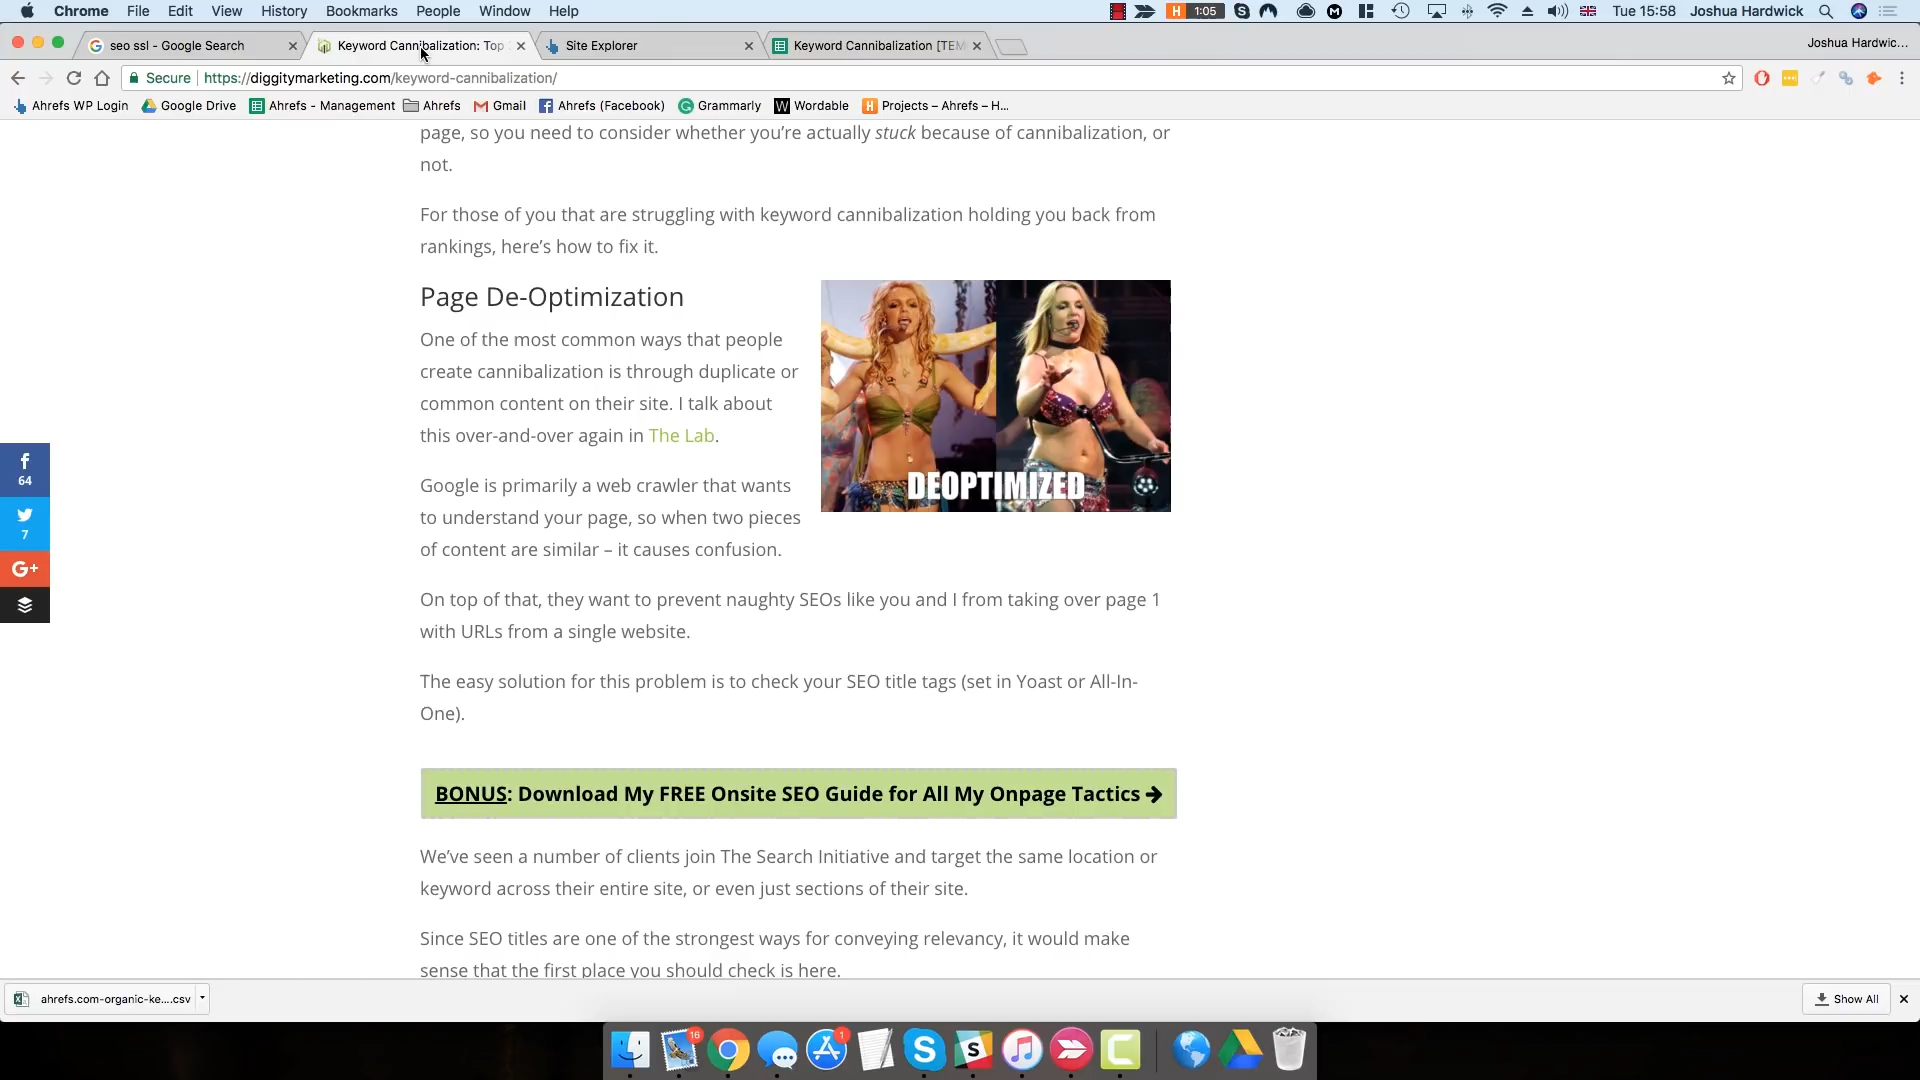 Chrome File Edit View History Bookmarks People Window Help
H 1:05
Tue 15:58 Joshua Hardwick
seo ssl - Google Search
Keyword Cannibalization: Top
Site Explorer
Keyword Cannibalization [TEM
Joshua Hardwic...
Secure https://diggitymarketing.com/keyword-cannibalization/
Ahrefs WP Login
Google Drive
Ahrefs - Management
Ahrefs
Gmail
Ahrefs (Facebook)
Grammarly
W Wordable
H Projects – Ahrefs – H...
page, so you need to consider whether you’re actually stuck because of cannibalization, or
not.
For those of you that are struggling with keyword cannibalization holding you back from
rankings, here’s how to fix it.
Page De-Optimization
One of the most common ways that people
create cannibalization is through duplicate or
common content on their site. I talk about
this over-and-over again in The Lab.
Google is primarily a web crawler that wants
to understand your page, so when two pieces
of content are similar – it causes confusion.
DEOPTIMIZED
64
7
G+
On top of that, they want to prevent naughty SEOs like you and I from taking over page 1
with URLs from a single website.
The easy solution for this problem is to check your SEO title tags (set in Yoast or All-In-
One).
BONUS: Download My FREE Onsite SEO Guide for All My Onpage Tactics →
We’ve seen a number of clients join The Search Initiative and target the same location or
keyword across their entire site, or even just sections of their site.
Since SEO titles are one of the strongest ways for conveying relevancy, it would make
sense that the first place you should check is here.
ahrefs.com-organic-ke....csv
Show All
16
1